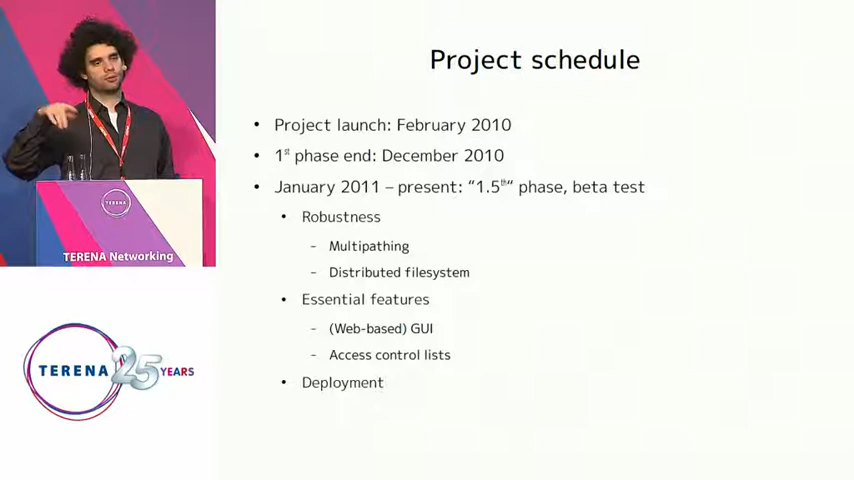 Project schedule
• Project launch: February 2010
• 1st phase end: December 2010
• January 2011 – present: "1.5th" phase, beta test
• Robustness
– Multipathing
– Distributed filesystem
• Essential features
– (Web-based) GUI
– Access control lists
• Deployment
TERENA
TERENA Networking
TERENA 25 YEARS